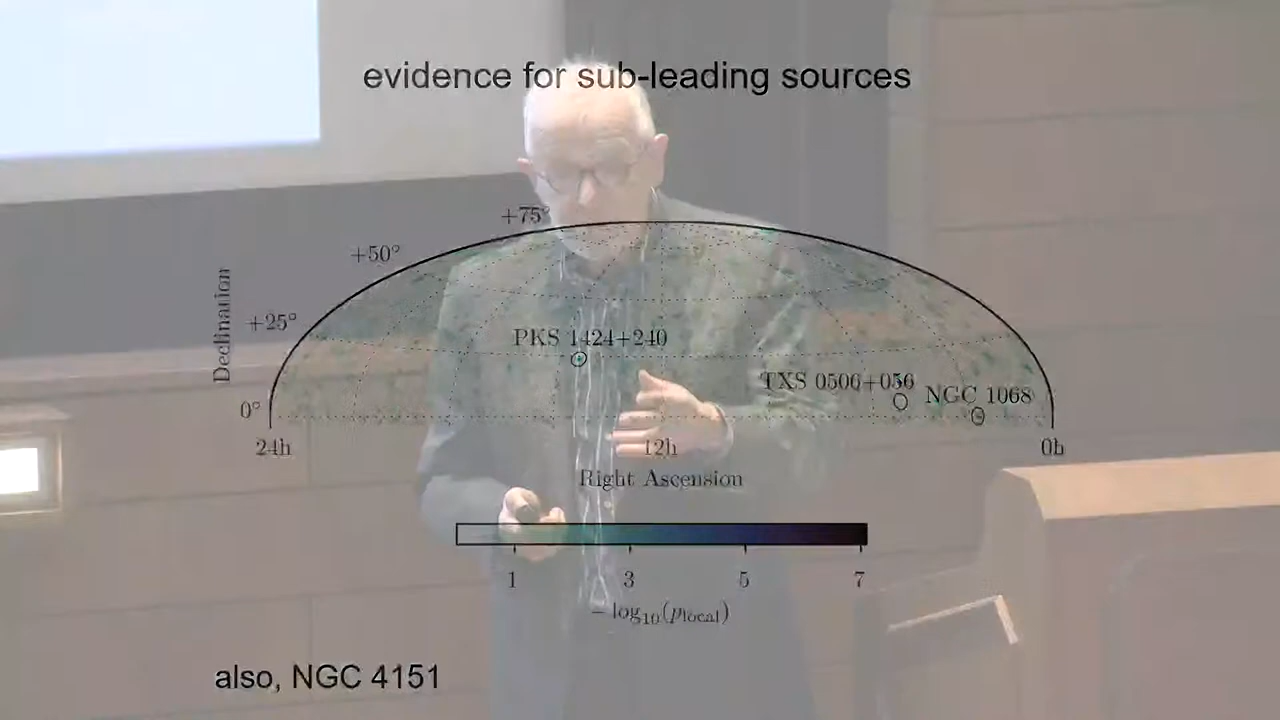 evidence for sub-leading sources
+75°
+50°
+25°
0°
Declination
PKS 1424+240
TXS 0506+056
NGC 1068
24h
12h
0h
Right Ascension
1
3
5
7
−log10(plocal)
also, NGC 4151